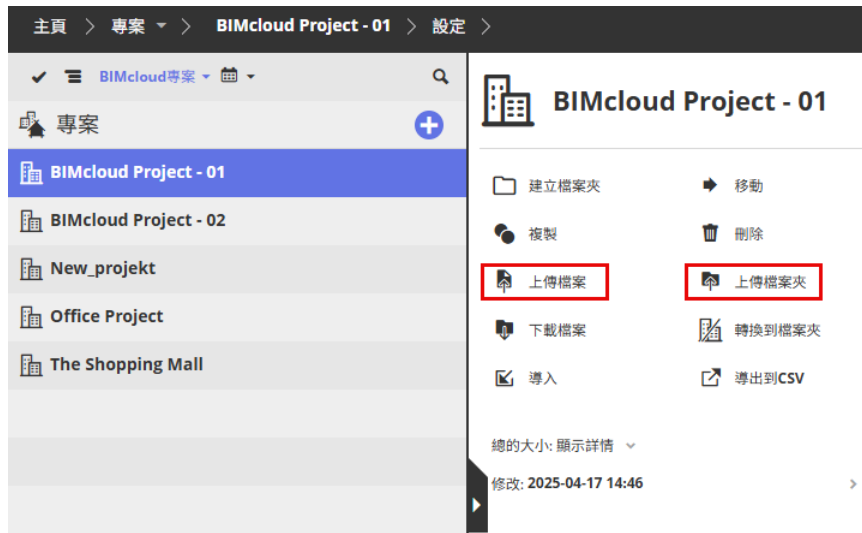 主頁 > 專案 > BIMcloud Project - 01 > 設定 >
BIMcloud專案
專案
BIMcloud Project - 01
BIMcloud Project - 02
New_projekt
Office Project
The Shopping Mall
BIMcloud Project - 01
建立檔案夾 移動
複製 刪除
上傳檔案 上傳檔案夾
下載檔案 轉換到檔案夾
導入 導出到CSV
總的大小: 顯示詳情
修改: 2025-04-17 14:46